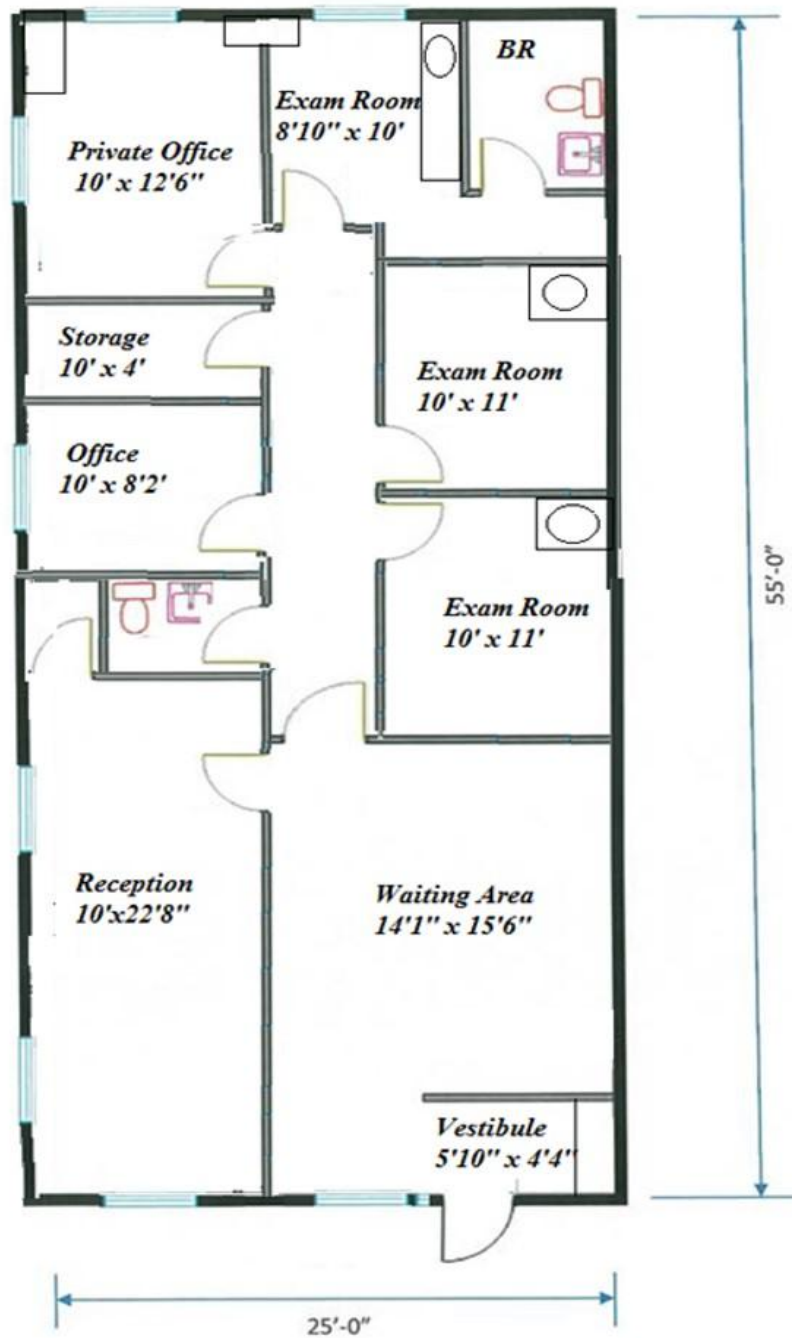 BR
Exam Room
8'10" x 10'
Private Office
10' x 12'6"
Storage
10' x 4'
Exam Room
10' x 11'
Office
10' x 8'2'
Exam Room
10' x 11'
55'-0"
Reception
10'x22'8"
Waiting Area
14'1" x 15'6"
Vestibule
5'10" x 4'4"
25'-0"